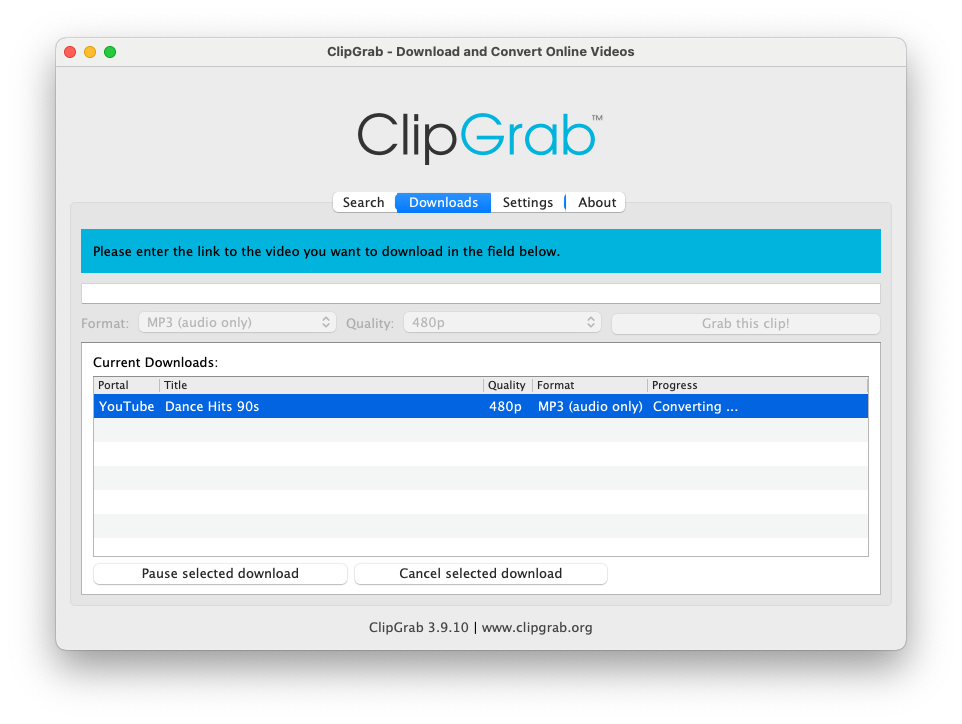 ClipGrab - Download and Convert Online Videos
ClipGrab™
Search Downloads Settings About
Please enter the link to the video you want to download in the field below.
Format: MP3 (audio only) Quality: 480p Grab this clip!
Current Downloads:
Portal Title Quality Format Progress
YouTube Dance Hits 90s 480p MP3 (audio only) Converting ...
Pause selected download Cancel selected download
ClipGrab 3.9.10 | www.clipgrab.org